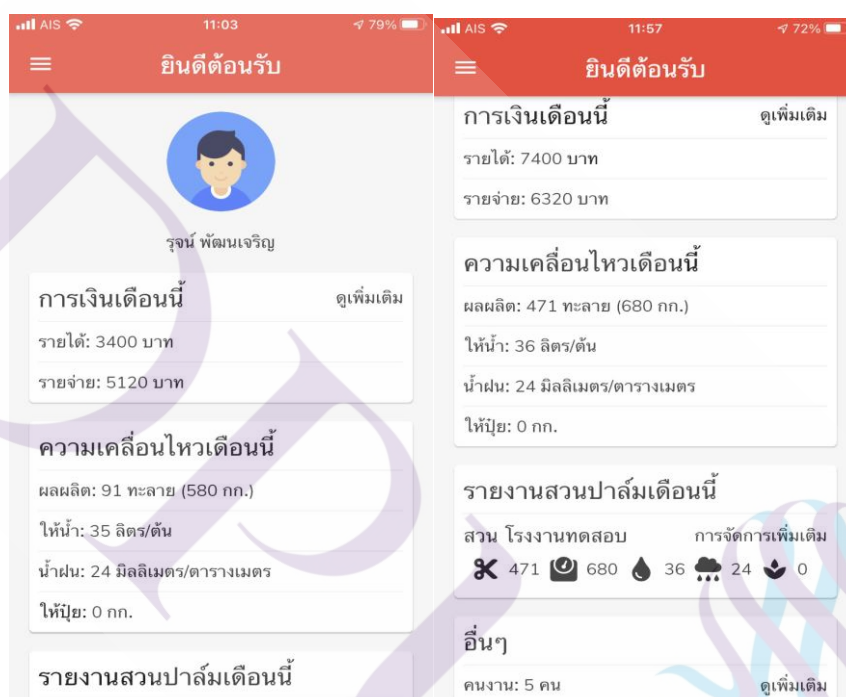 AIS 11:03 79%
ยินดีต้อนรับ
รุจน์ พัฒนเจริญ
การเงินเดือนนี้ ดูเพิ่มเติม
รายได้: 3400 บาท
รายจ่าย: 5120 บาท
ความเคลื่อนไหวเดือนนี้
ผลผลิต: 91 ทะลาย (580 กก.)
ให้น้ำ: 35 ลิตร/ต้น
น้ำฝน: 24 มิลลิเมตร/ตารางเมตร
ให้ปุ๋ย: 0 กก.
รายงานสวนปาล์มเดือนนี้
AIS 11:57 72%
ยินดีต้อนรับ
การเงินเดือนนี้ ดูเพิ่มเติม
รายได้: 7400 บาท
รายจ่าย: 6320 บาท
ความเคลื่อนไหวเดือนนี้
ผลผลิต: 471 ทะลาย (680 กก.)
ให้น้ำ: 36 ลิตร/ต้น
น้ำฝน: 24 มิลลิเมตร/ตารางเมตร
ให้ปุ๋ย: 0 กก.
รายงานสวนปาล์มเดือนนี้
สวน โรงงานทดสอบ การจัดการเพิ่มเติม
471 680 36 24 0
อื่นๆ
คนงาน: 5 คน ดูเพิ่มเติม